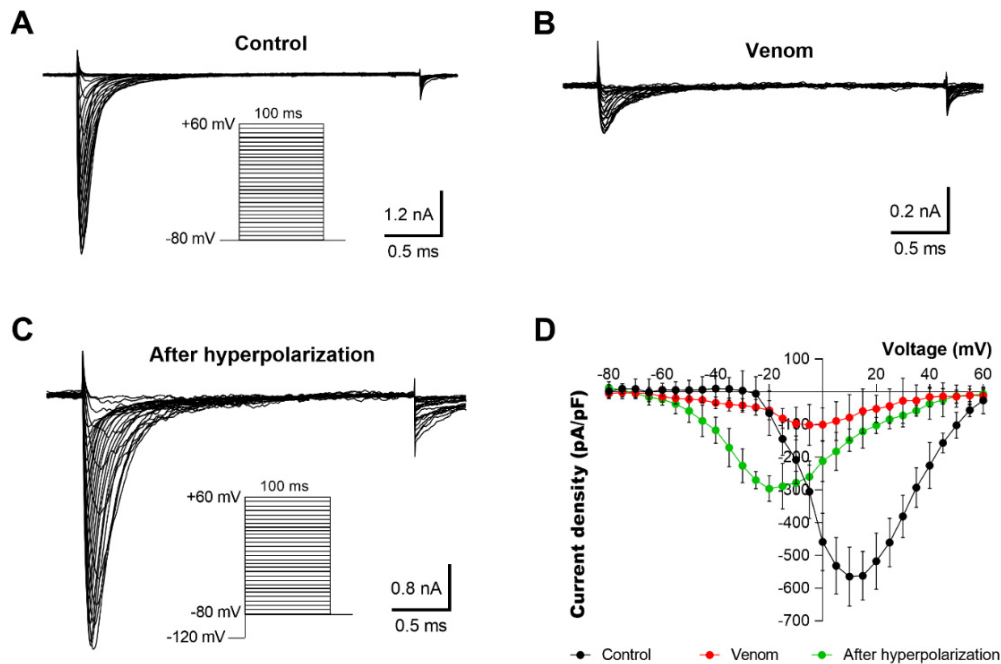 A
Control
100 ms
+60 mV
-80 mV
1.2 nA
0.5 ms
B
Venom
0.2 nA
0.5 ms
C
After hyperpolarization
100 ms
+60 mV
-80 mV
-120 mV
0.8 nA
0.5 ms
D
Voltage (mV)
100
-80 -60 -40 -20 20 40 60
-100
-200
-300
-400
-500
-600
-700
Current density (pA/pF)
Control Venom After hyperpolarization